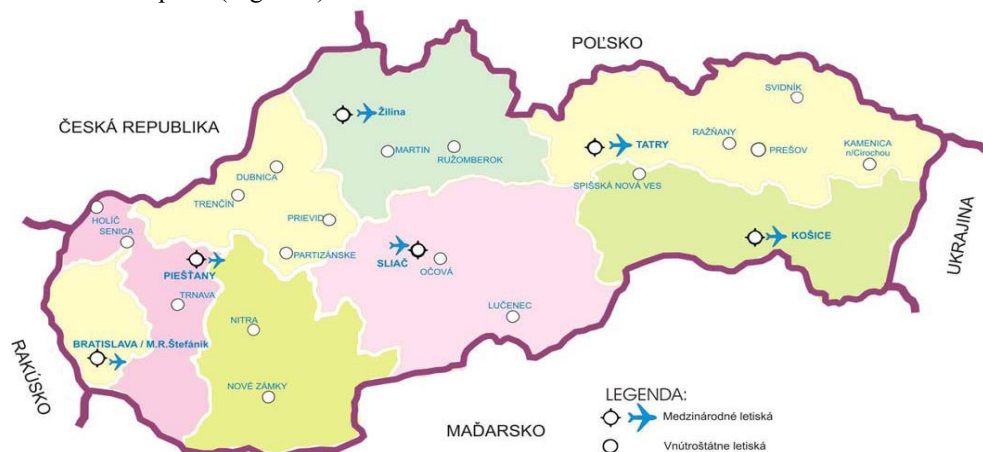 POĽSKO
SVIDNÍK
Žilina
ČESKÁ REPUBLIKA
MARTIN
RUŽOMBEROK
TATRY
RAŽŇANY
PREŠOV
KAMENICA
n/Cirochou
DUBNICA
TRENČÍN
SPIŠSKÁ NOVÁ VES
PRIEVID
HOLÍČ
SENICA
PARTIZÁNSKE
PIEŠŤANY
SLIAČ
OČOVÁ
KOŠICE
UKRAJINA
TRNAVA
NITRA
LUČENEC
BRATISLAVA / M.R.Štefánik
RAKÚSKO
NOVÉ ZÁMKY
MAĎARSKO
LEGENDA:
Medzinárodné letiská
Vnútroštátne letiská